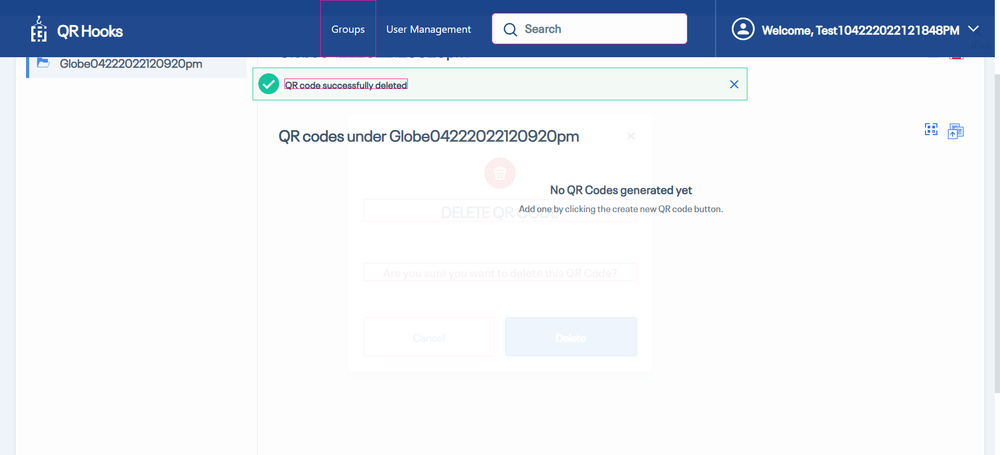 QR Hooks
Groups
User Management
Search
Welcome, Test104222022121848PM
(Esc)
Globe04222022120920pm
QR code successfully deleted
QR codes under Globe04222022120920pm
No QR Codes generated yet
DELETE QR CODE
Add one by clicking the create new QR code button.
Are you sure you want to delete this QR Code?
Cancel
Delete